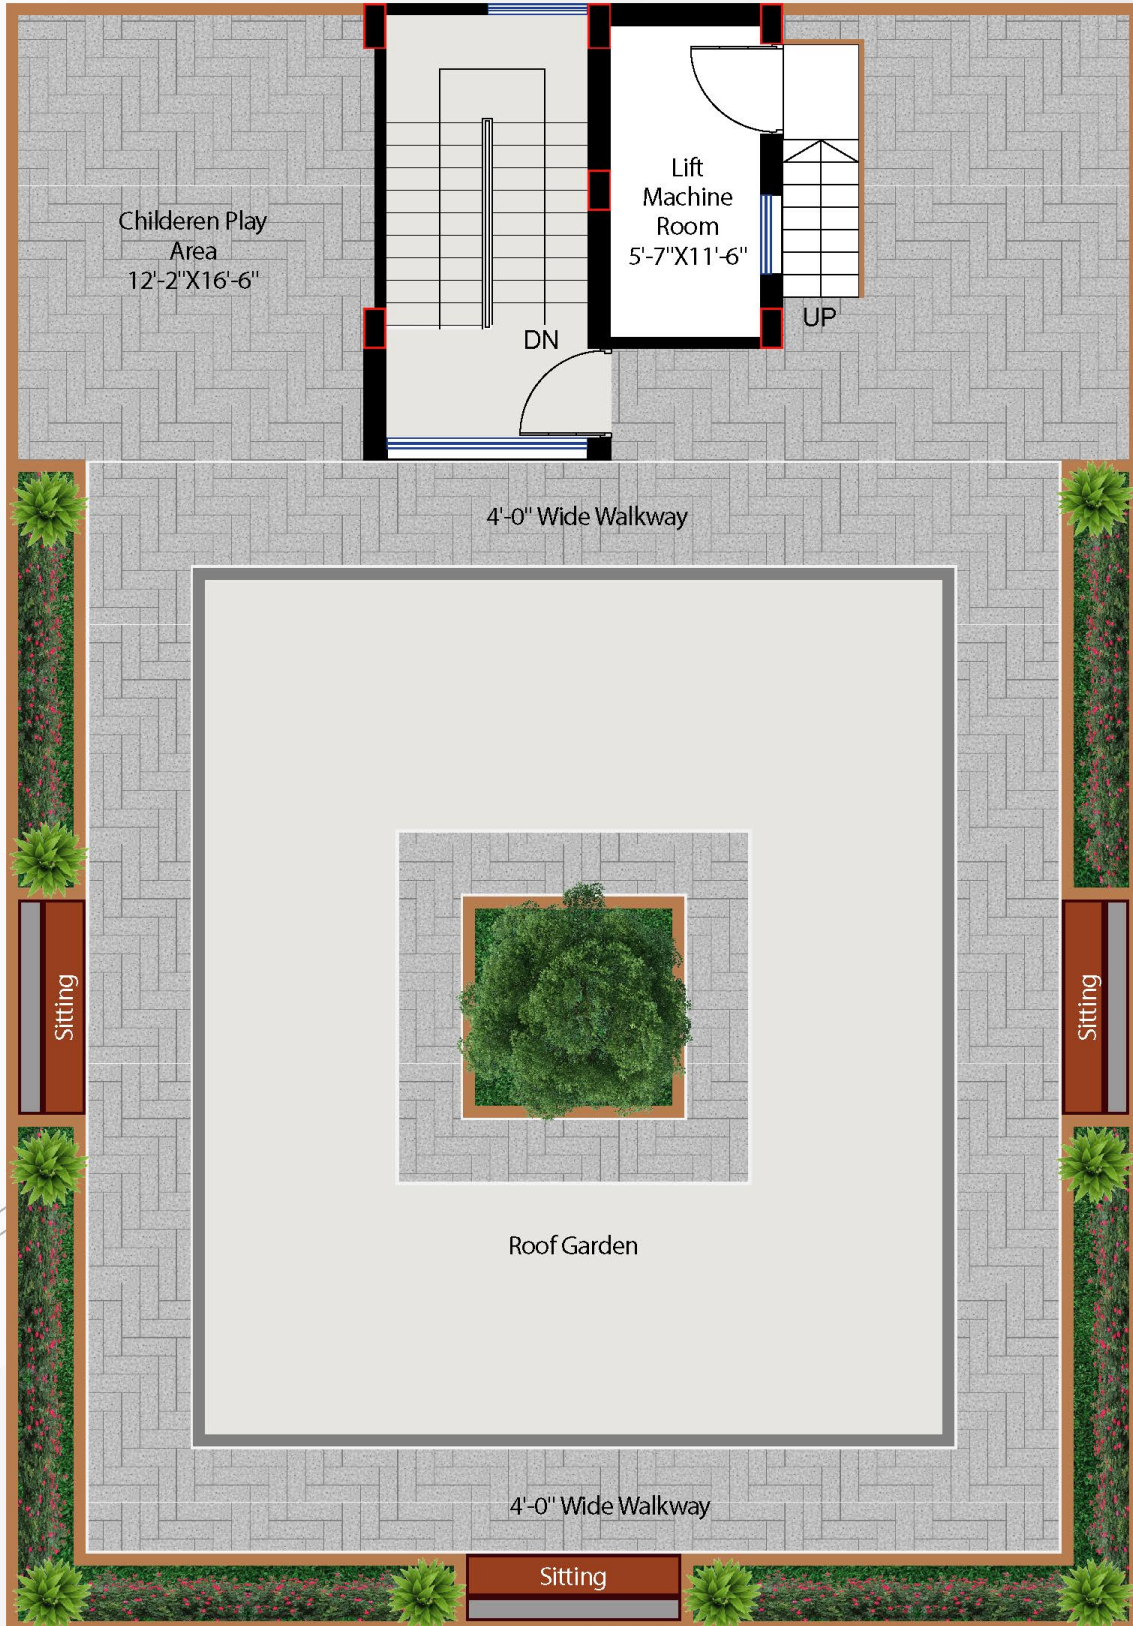 Childeren Play
Area
12'-2"X16'-6"
Lift
Machine
Room
5'-7"X11'-6"
UP
DN
4'-0" Wide Walkway
Sitting
Sitting
Roof Garden
4'-0" Wide Walkway
Sitting